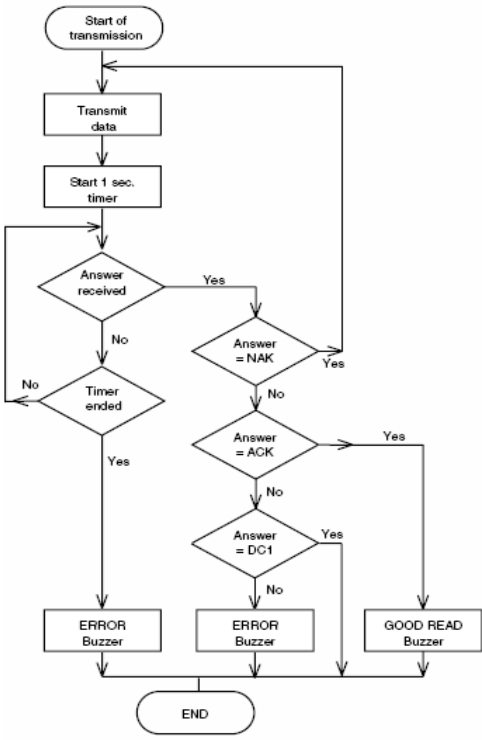 Start of
transmission
Transmit
data
Start 1 sec.
timer
Answer
received
Yes
No
Answer
= NAK
Yes
No
Timer
ended
No
Yes
Answer
= ACK
Yes
No
Answer
= DC1
Yes
No
ERROR
Buzzer
ERROR
Buzzer
GOOD READ
Buzzer
END